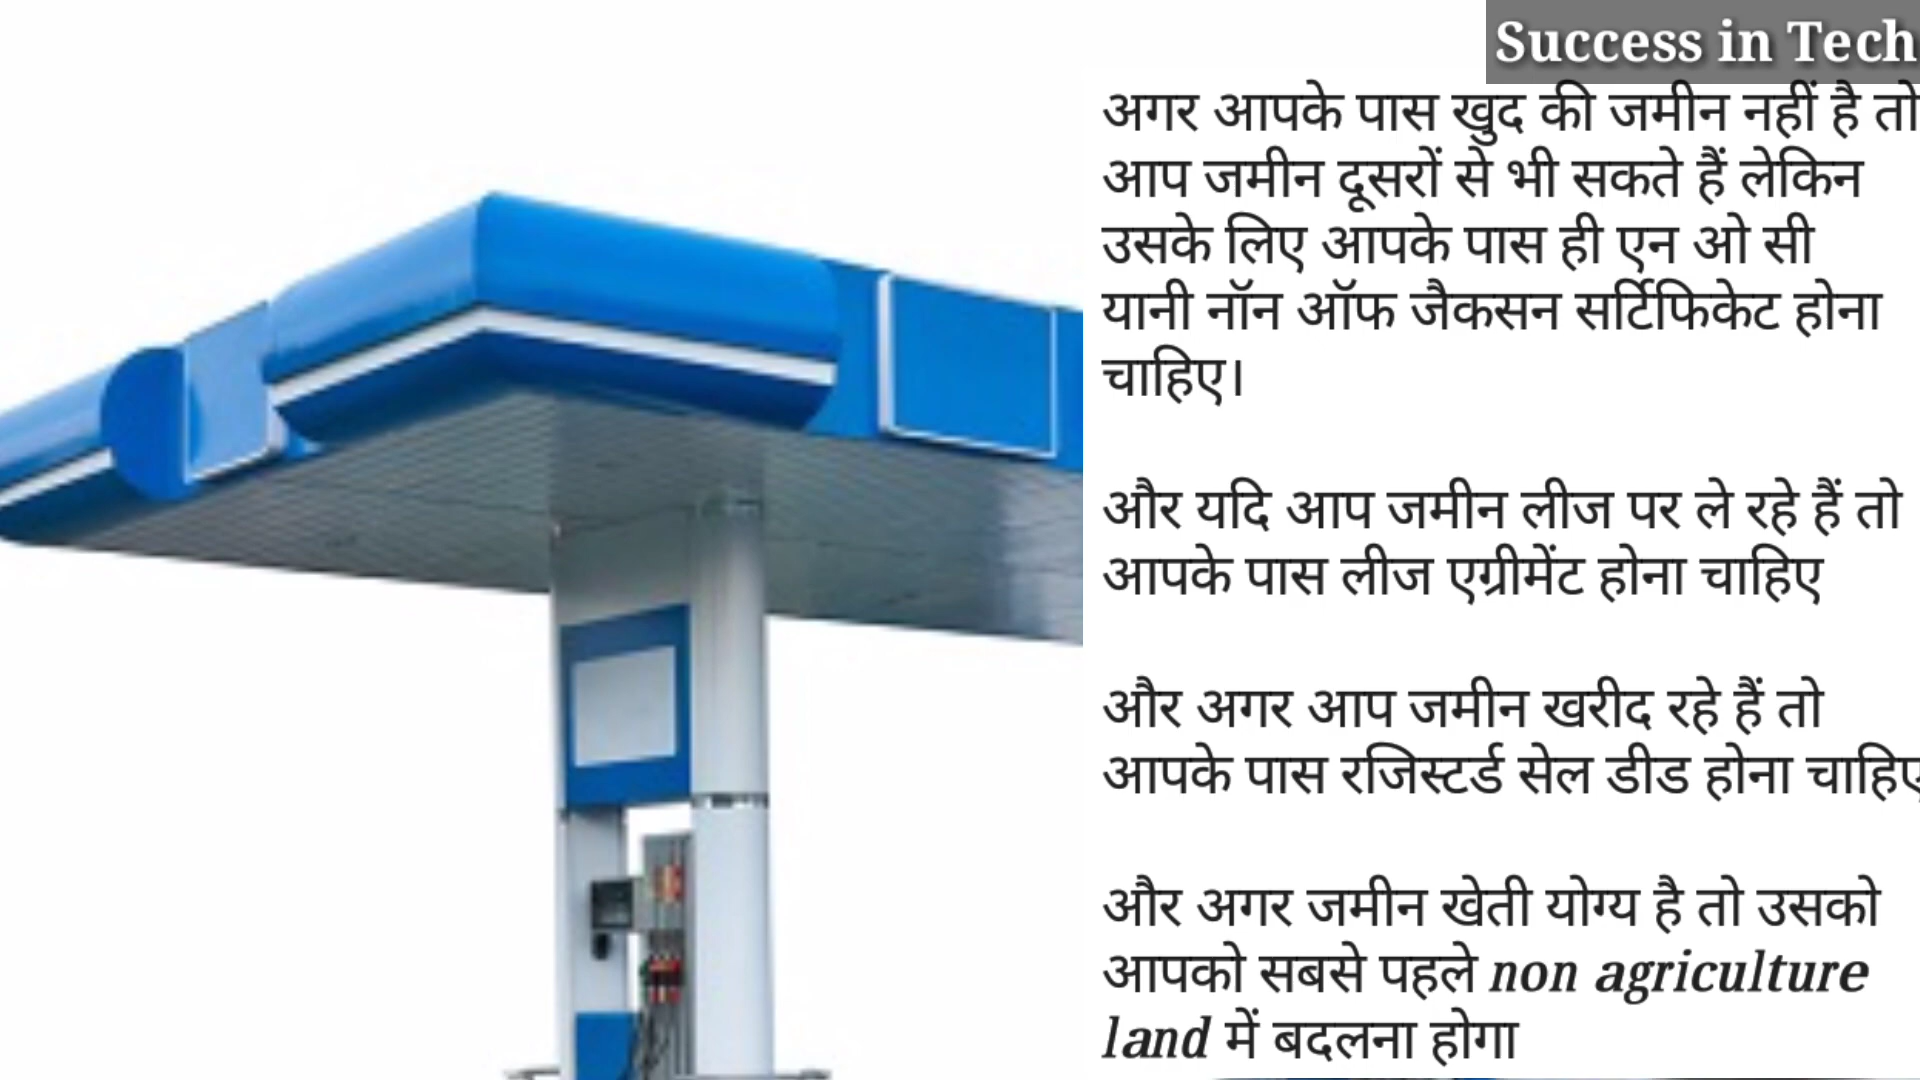 Success in Tech
अगर आपके पास खुद की जमीन नहीं है तो
आप जमीन दूसरों से भी सकते हैं लेकिन
उसके लिए आपके पास ही एन ओ सी
यानी नॉन ऑफ जैकसन सर्टिफिकेट होना
चाहिए।
और यदि आप जमीन लीज पर ले रहे हैं तो
आपके पास लीज एग्रीमेंट होना चाहिए
और अगर आप जमीन खरीद रहे हैं तो
आपके पास रजिस्टर्ड सेल डीड होना चाहिए
और अगर जमीन खेती योग्य है तो उसको
आपको सबसे पहले non agriculture
land में बदलना होगा